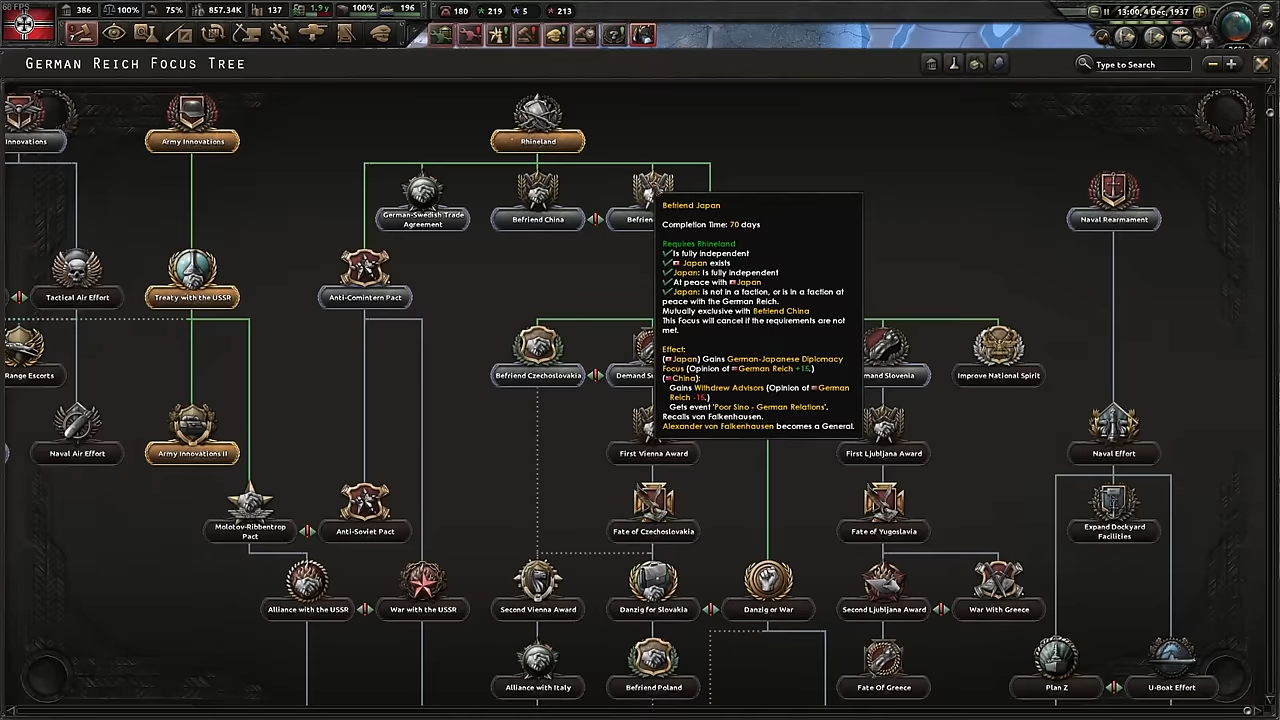 68 FPS
386 100% 75% 857.34K 137 1.9 y 100% 196 180 219 5 213 13:00, 4 Dec, 1937
German Reich Focus Tree
Type to Search
Innovations
Army Innovations
Rhineland
German-Swedish Trade
Agreement
Befriend China
Befrien
Naval Rearmament
Befriend Japan
Completion Time: 70 days
Requires Rhineland
Is fully independent
Japan exists
Japan: Is fully independent
At peace with Japan
Japan: is not in a faction, or is in a faction at
peace with the German Reich.
Mutually exclusive with Befriend China
This Focus will cancel if the requirements are not
met.
Effect:
(Japan) Gains German-Japanese Diplomacy
Focus (Opinion of German Reich +15.)
(China):
Gains Withdrew Advisors (Opinion of German
Reich -15.)
Gets event 'Poor Sino - German Relations'.
Recalls von Falkenhausen.
Alexander von Falkenhausen becomes a General.
Tactical Air Effort
Treaty with the USSR
Anti-Comintern Pact
Range Escorts
Befriend Czechoslovakia
Demand S
mand Slovenia
Improve National Spirit
Naval Air Effort
Army Innovations II
First Vienna Award
First Ljubljana Award
Naval Effort
Molotov-Ribbentrop
Pact
Anti-Soviet Pact
Fate of Czechoslovakia
Fate of Yugoslavia
Expand Dockyard
Facilities
Alliance with the USSR
War with the USSR
Second Vienna Award
Danzig for Slovakia
Danzig or War
Second Ljubljana Award
War With Greece
Alliance with Italy
Befriend Poland
Fate Of Greece
Plan Z
U-Boat Effort